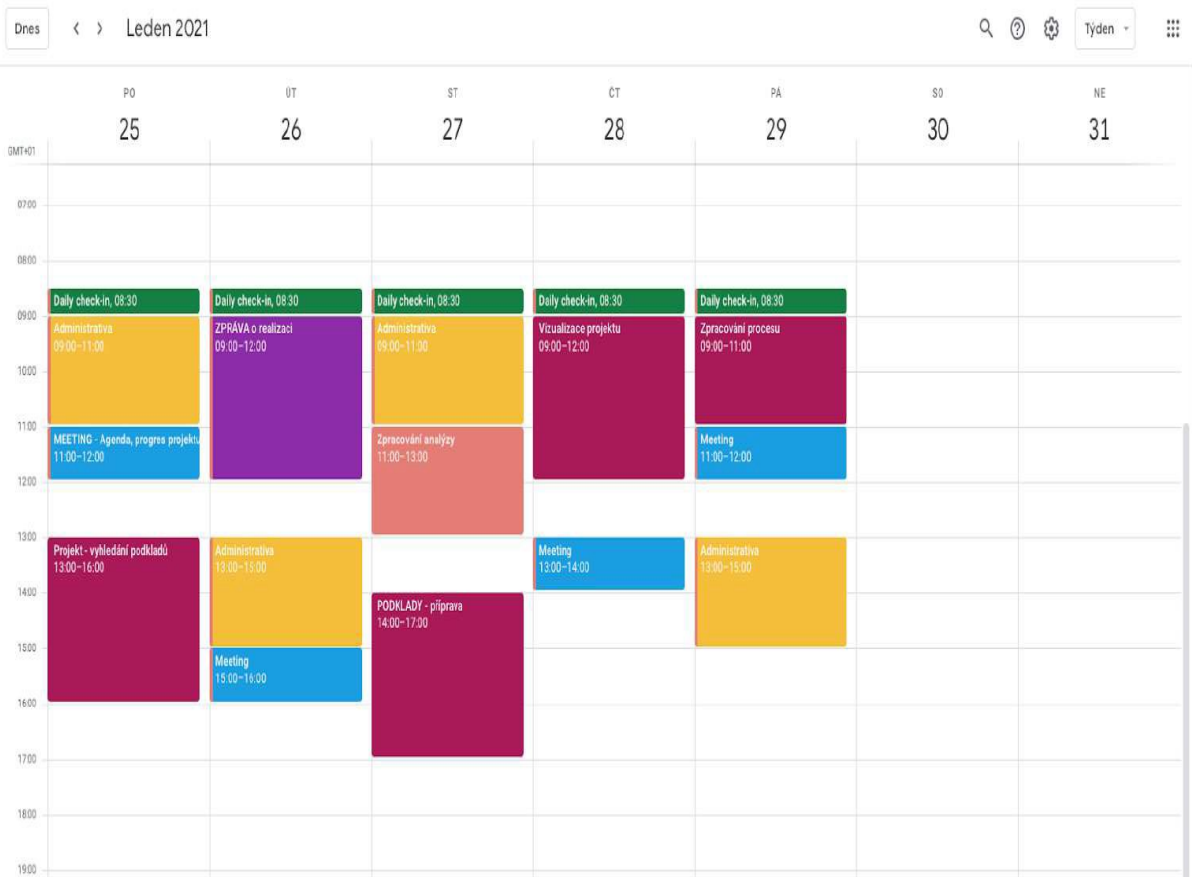 Dnes
Leden 2021
Týden
PO
ÚT
ST
ČT
PÁ
SO
NE
25
26
27
28
29
30
31
GMT+01
07:00
08:00
09:00
10:00
11:00
12:00
13:00
14:00
15:00
16:00
17:00
18:00
19:00
Daily check-in, 08:30
Administrativa
09:00–11:00
MEETING - Agenda, progres projektu
11:00–12:00
Projekt - vyhledání podkladů
13:00–16:00
Daily check-in, 08:30
ZPRÁVA o realizaci
09:00–12:00
Administrativa
13:00–15:00
Meeting
15:00–16:00
Daily check-in, 08:30
Administrativa
09:00–11:00
Zpracování analýzy
11:00–13:00
PODKLADY - příprava
14:00–17:00
Daily check-in, 08:30
Vizualizace projektu
09:00–12:00
Meeting
13:00–14:00
Daily check-in, 08:30
Zpracování procesu
09:00–11:00
Meeting
11:00–12:00
Administrativa
13:00–15:00